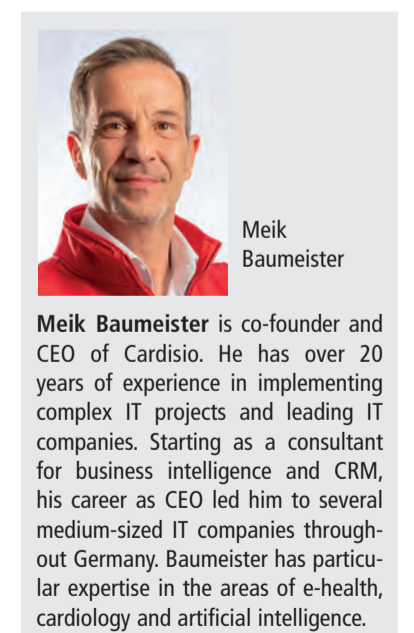 Meik
Baumeister
Meik Baumeister is co-founder and
CEO of Cardisio. He has over 20
years of experience in implementing
complex IT projects and leading IT
companies. Starting as a consultant
for business intelligence and CRM,
his career as CEO led him to several
medium-sized IT companies through-
out Germany. Baumeister has particu-
lar expertise in the areas of e-health,
cardiology and artificial intelligence.